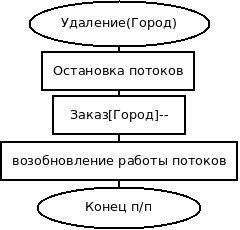 Удаление(Город)
Остановка потоков
Заказ[Город]--
возобновление работы потоков
Конец п/п